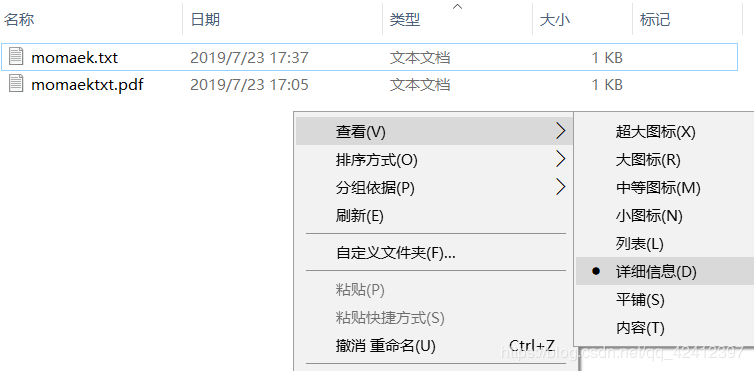 名称 日期 类型 大小 标记
momaek.txt 2019/7/23 17:37 文本文档 1 KB
momaektxt.pdf 2019/7/23 17:05 文本文档 1 KB
查看(V) 超大图标(X)
排序方式(O) 大图标(R)
分组依据(P) 中等图标(M)
刷新(E) 小图标(N)
列表(L)
自定义文件夹(F)...
详细信息(D)
粘贴(P) 平铺(S)
粘贴快捷方式(S) 内容(T)
撤消 重命名(U) Ctrl+Z
https://blog.csdn.net/qq_42412397